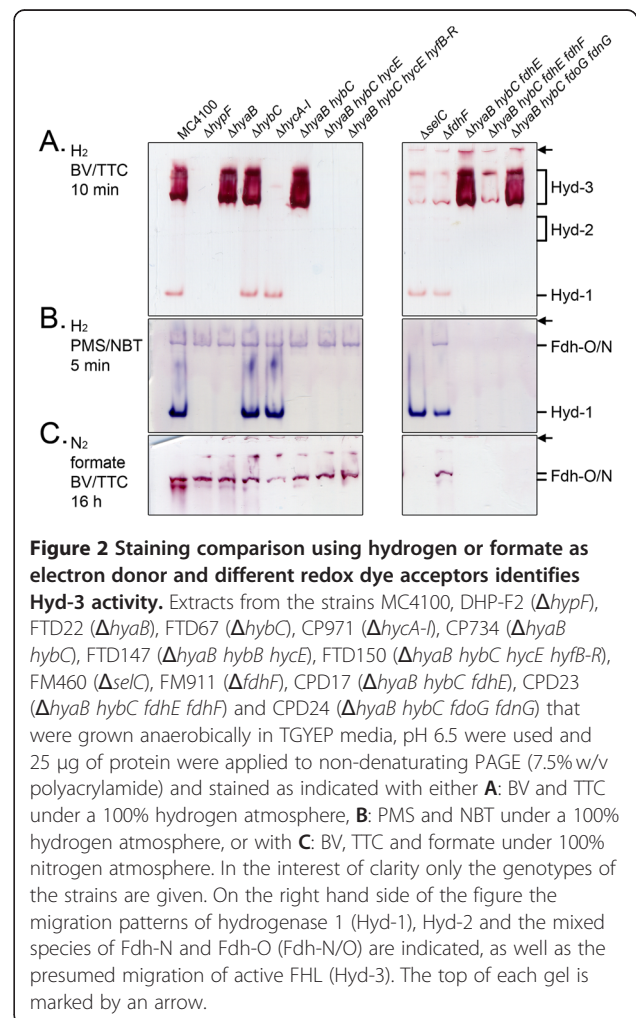 MC4100
ΔhypF
ΔhyaB
ΔhybC
ΔhycA-I
ΔhyaB hybC
ΔhyaB hybC hycE
ΔhyaB hybC hycE hyfB-R
ΔselC
ΔfdhF
ΔhyaB hybC fdhE
ΔhyaB hybC fdhE fdhF
ΔhyaB hybC fdoG fdnG
A. H₂
BV/TTC
10 min
Hyd-3
Hyd-2
Hyd-1
B. H₂
PMS/NBT
5 min
Fdh-O/N
Hyd-1
C. N₂
formate
BV/TTC
16 h
Fdh-O/N
Figure 2 Staining comparison using hydrogen or formate as
electron donor and different redox dye acceptors identifies
Hyd-3 activity. Extracts from the strains MC4100, DHP-F2 (ΔhypF),
FTD22 (ΔhyaB), FTD67 (ΔhybC), CP971 (ΔhycA-I), CP734 (ΔhyaB
hybC), FTD147 (ΔhyaB hybB hycE), FTD150 (ΔhyaB hybC hycE hyfB-R),
FM460 (ΔselC), FM911 (ΔfdhF), CPD17 (ΔhyaB hybC fdhE), CPD23
(ΔhyaB hybC fdhE fdhF) and CPD24 (ΔhyaB hybC fdoG fdnG) that
were grown anaerobically in TGYEP media, pH 6.5 were used and
25 μg of protein were applied to non-denaturating PAGE (7.5% w/v
polyacrylamide) and stained as indicated with either A: BV and TTC
under a 100% hydrogen atmosphere, B: PMS and NBT under a 100%
hydrogen atmosphere, or with C: BV, TTC and formate under 100%
nitrogen atmosphere. In the interest of clarity only the genotypes of
the strains are given. On the right hand side of the figure the
migration patterns of hydrogenase 1 (Hyd-1), Hyd-2 and the mixed
species of Fdh-N and Fdh-O (Fdh-N/O) are indicated, as well as the
presumed migration of active FHL (Hyd-3). The top of each gel is
marked by an arrow.